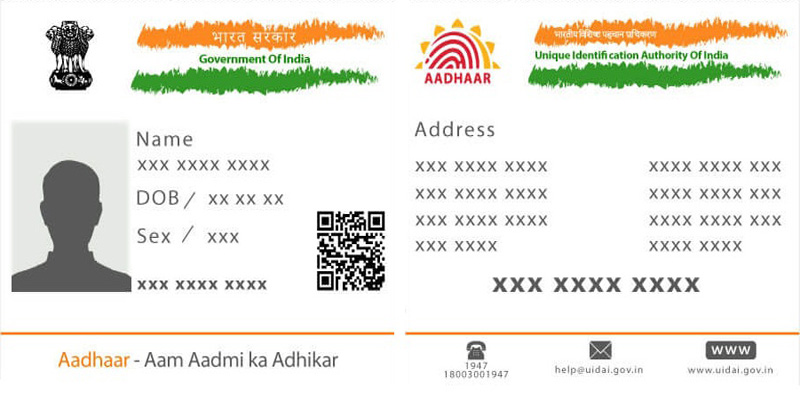 भारत सरकार
Government Of India
Name
xxx xxxx xxxx
DOB / xx xx xx
Sex / xxx
xxx xxxx xxxx
Aadhaar - Aam Aadmi ka Adhikar
भारतीय विशिष्ट पहचान प्राधिकरण
Unique Identification Authority Of India
AADHAAR
Address
xxx xxxx xxxx xxxx xxxx xxx
xxx xxxx xxxx xxxx xxxx xxx
xxx xxxx xxxx xxxx xxxx xxx
xxx xxxx xxxx xxxx
xxx xxxx xxxx
1947
18003001947
help@uidai.gov.in
www
www.uidai.gov.in